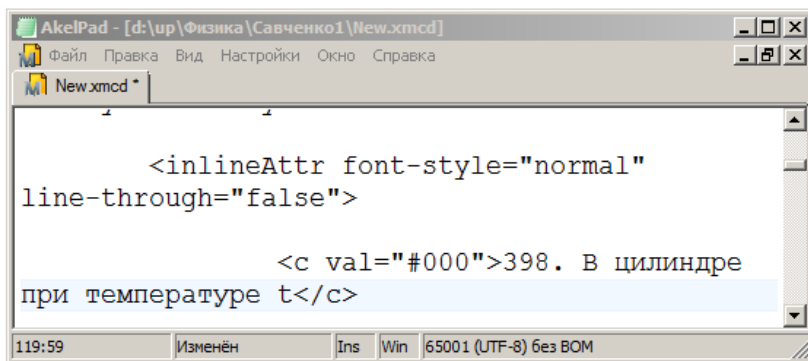 AkelPad - [d:\up\Физика\Савченко1\New.xmcd]
Файл Правка Вид Настройки Окно Справка
New.xmcd *
<inlineAttr font-style="normal"
line-through="false">
<c val="#000">398. В цилиндре
при температуре t</c>
119:59 Изменён Ins Win 65001 (UTF-8) без BOM